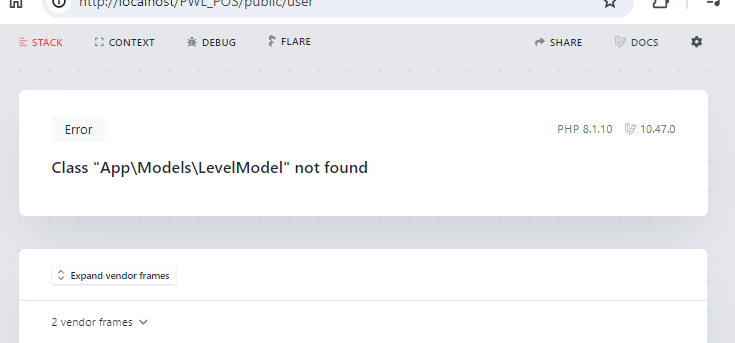 http://localhost/PWL_POS/public/user
STACK CONTEXT DEBUG FLARE SHARE DOCS
Error PHP 8.1.10 10.47.0
Class "App\Models\LevelModel" not found
Expand vendor frames
2 vendor frames